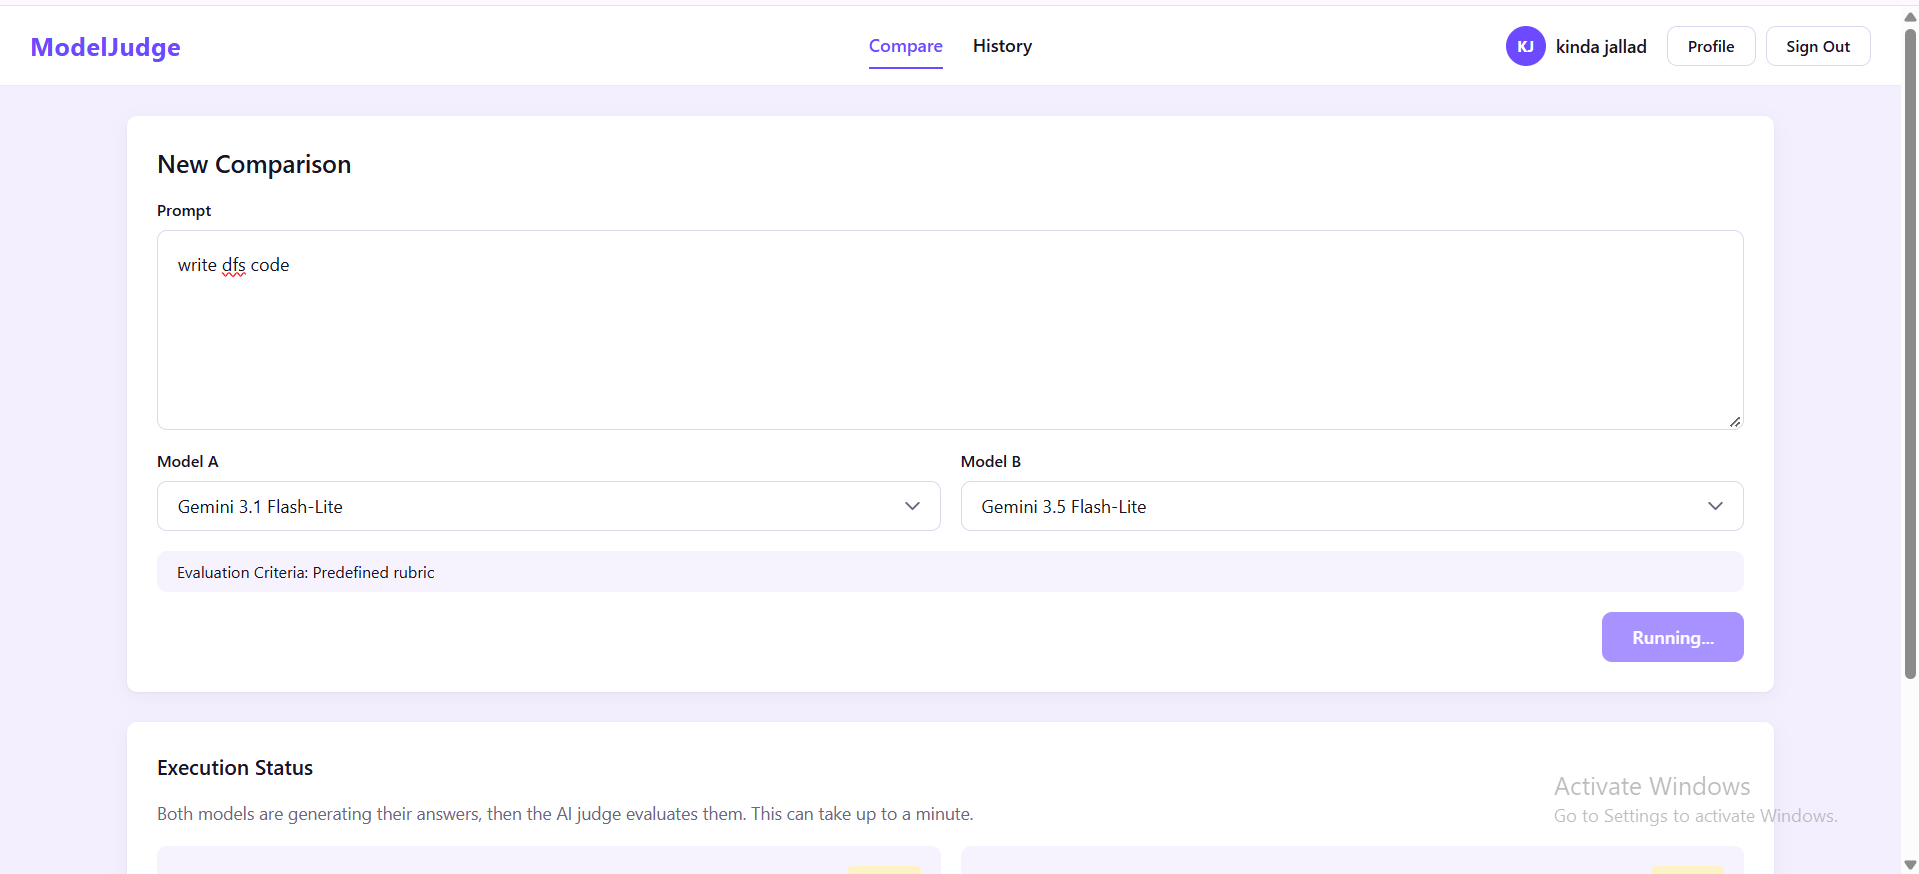 ModelJudge
Compare
History
KJ
kinda jallad
Profile
Sign Out
New Comparison
Prompt
write dfs code
Model A
Model B
Gemini 3.1 Flash-Lite
Gemini 3.5 Flash-Lite
Evaluation Criteria: Predefined rubric
Running...
Execution Status
Both models are generating their answers, then the AI judge evaluates them. This can take up to a minute.
Activate Windows
Go to Settings to activate Windows.